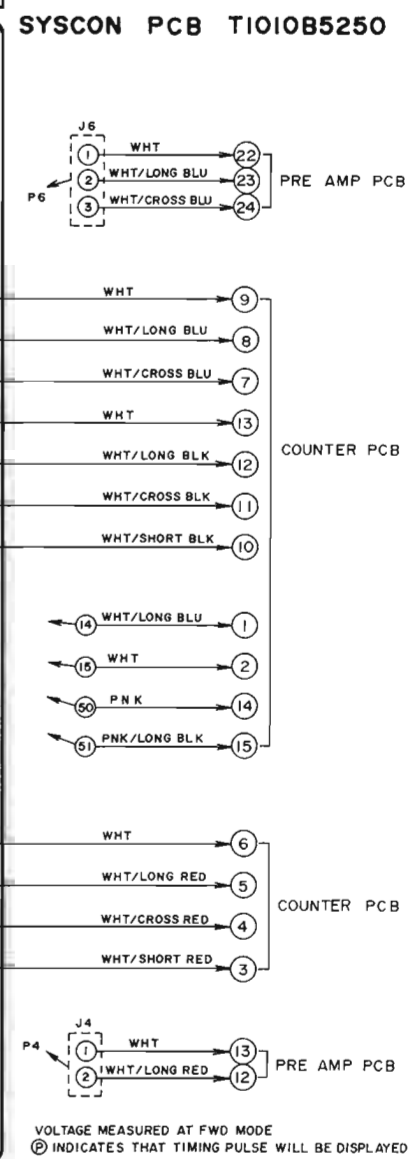 SYSCON PCB T1010B5250
J6
1 WHT 22
P6 2 WHT/LONG BLU 23 PRE AMP PCB
3 WHT/CROSS BLU 24
WHT 9
WHT/LONG BLU 8
WHT/CROSS BLU 7
WHT 13
WHT/LONG BLK 12 COUNTER PCB
WHT/CROSS BLK 11
WHT/SHORT BLK 10
14 WHT/LONG BLU 1
15 WHT 2
50 PNK 14
51 PNK/LONG BLK 15
WHT 6
WHT/LONG RED 5
WHT/CROSS RED 4 COUNTER PCB
WHT/SHORT RED 3
J4
P4 1 WHT 13
2 WHT/LONG RED 12 PRE AMP PCB
VOLTAGE MEASURED AT FWD MODE
Ⓟ INDICATES THAT TIMING PULSE WILL BE DISPLAYED